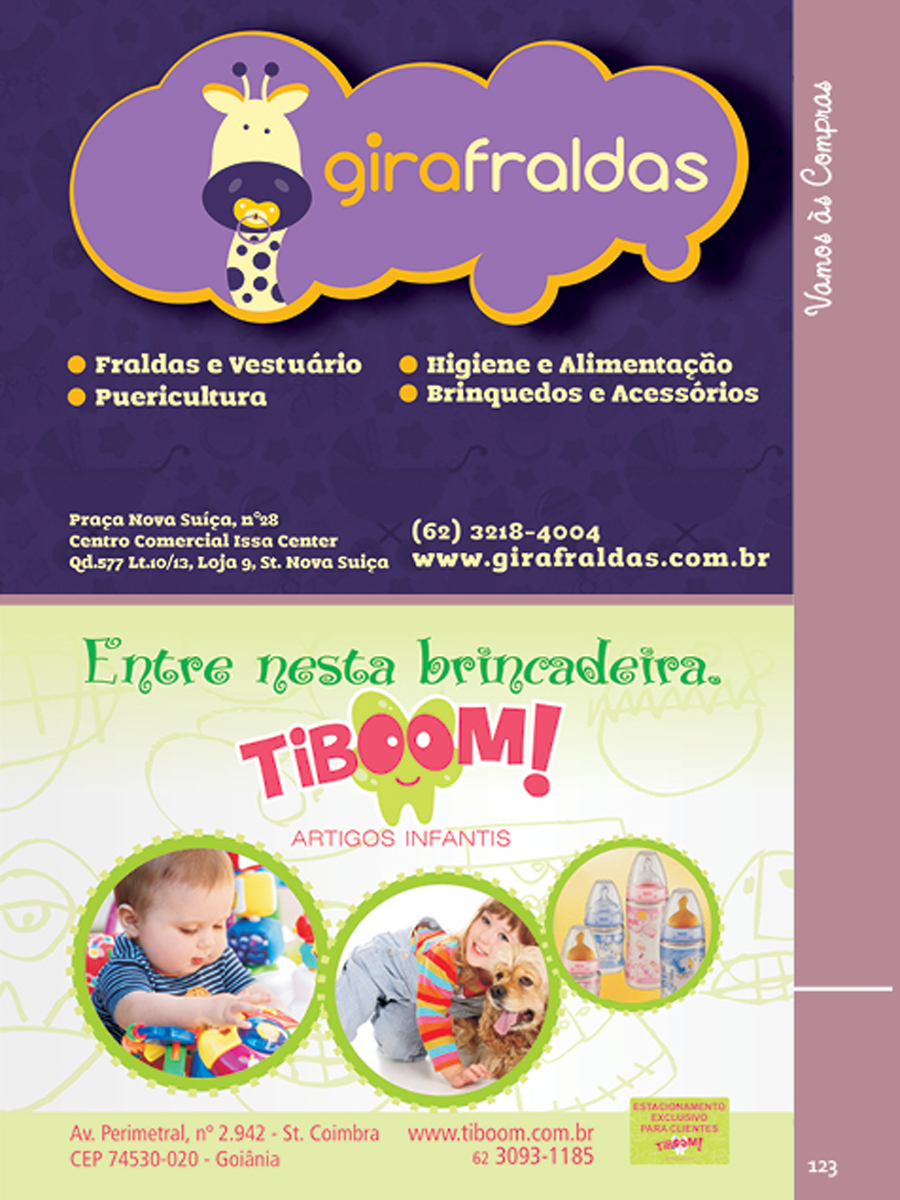 girafraldas
Fraldas e Vestuário
Puericultura
Higiene e Alimentação
Brinquedos e Acessórios
Praça Nova Suíça, nº28
Centro Comercial Issa Center
Qd.577 Lt.10/13, Loja 9, St. Nova Suiça
(62) 3218-4004
www.girafraldas.com.br
Vamos às Compras
Entre nesta brincadeira.
TiBOOM!
ARTIGOS INFANTIS
Av. Perimetral, nº 2.942 - St. Coimbra
CEP 74530-020 - Goiânia
www.tiboom.com.br
62 3093-1185
ESTACIONAMENTO
EXCLUSIVO
PARA CLIENTES
TiBOOM!
123